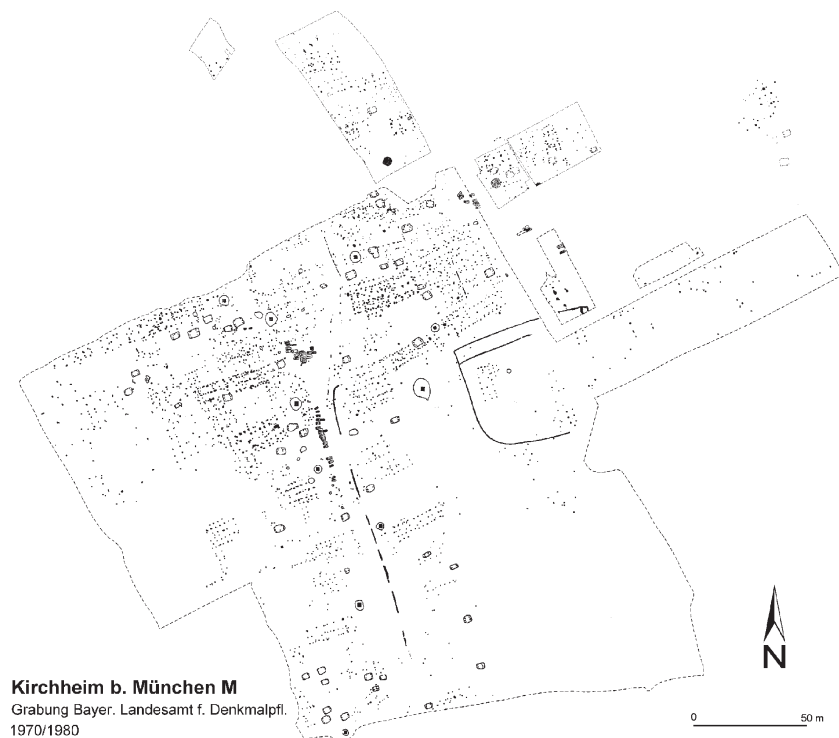 Kirchheim b. München M
Grabung Bayer. Landesamt f. Denkmalpfl.
1970/1980
N
0 50 m